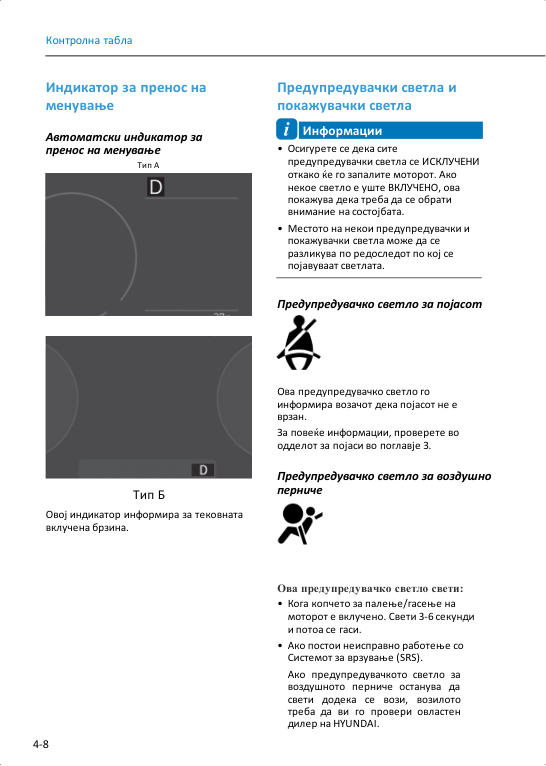 Контролна табла
Индикатор за пренос на
менување
Автоматски индикатор за
пренос на менување
Тип А
D
D
Тип Б
Овој индикатор информира за тековната
вклучена брзина.
Предупредувачки светла и
покажувачки светла
i Информации
• Осигурете се дека сите
предупредувачки светла се ИСКЛУЧЕНИ
откако ќе го запалите моторот. Ако
некое светло е уште ВКЛУЧЕНО, ова
покажува дека треба да се обрати
внимание на состојбата.
• Местото на некои предупредувачки и
покажувачки светла може да се
разликува по редоследот по кој се
појавуваат светлата.
Предупредувачко светло за појасот
Ова предупредувачко светло го
информира возачот дека појасот не е
врзан.
За повеќе информации, проверете во
одделот за појаси во поглавје 3.
Предупредувачко светло за воздушно
перниче
Ова предупредувачко светло свети:
• Кога копчето за палење/гасење на
моторот е вклучено. Свети 3-6 секунди
и потоа се гаси.
• Ако постои неисправно работење со
Системот за врзување (SRS).
Ако предупредувачкото светло за
воздушното перниче останува да
свети додека се вози, возилото
треба да ви го провери овластен
дилер на HYUNDAI.
4-8